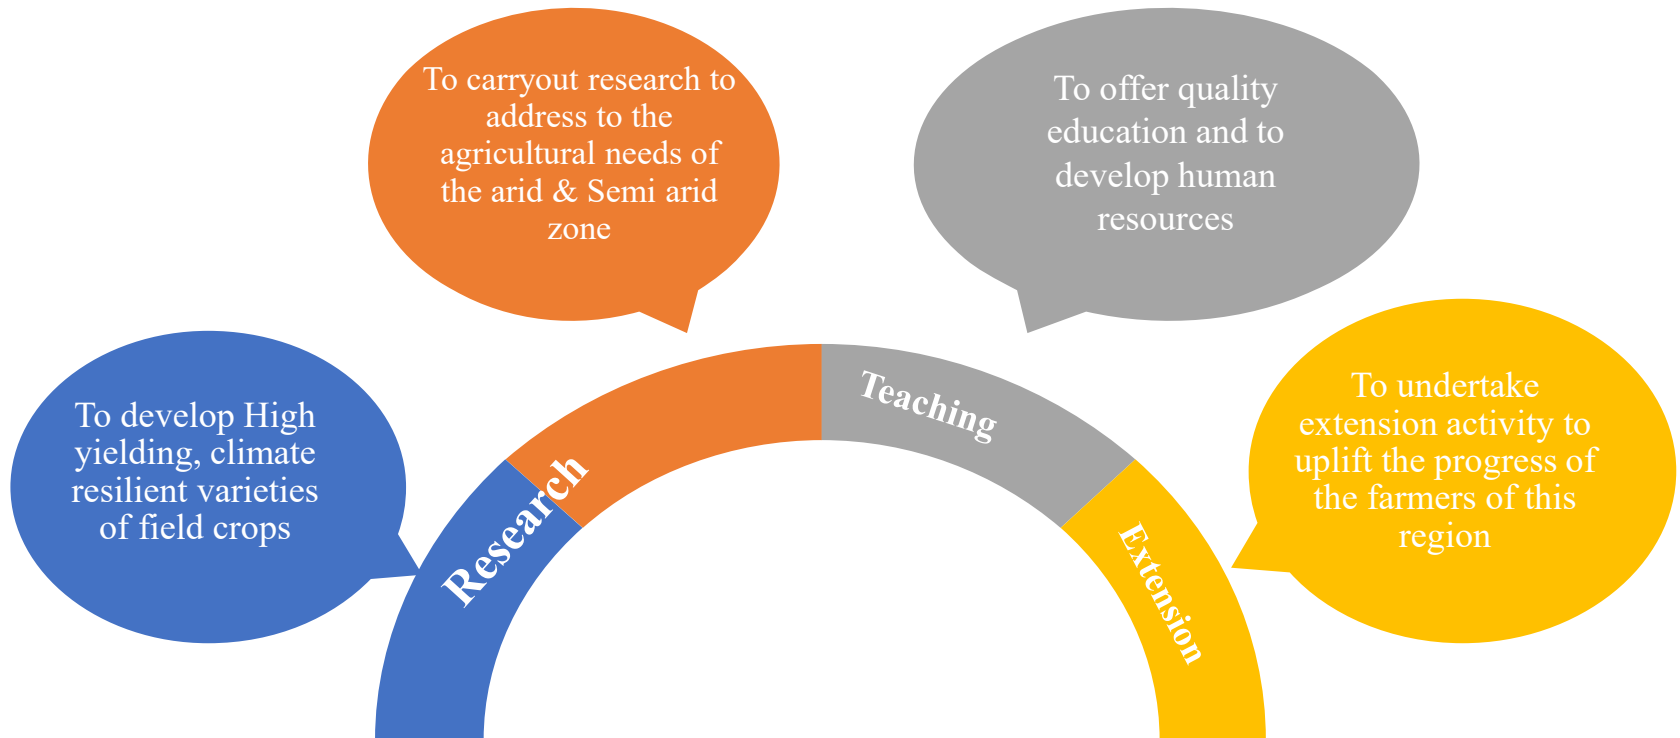 To carryout research to
address to the
agricultural needs of
the arid & Semi arid
zone
To offer quality
education and to
develop human
resources
To develop High
yielding, climate
resilient varieties
of field crops
To undertake
extension activity to
uplift the progress of
the farmers of this
region
Research
Teaching
Extension